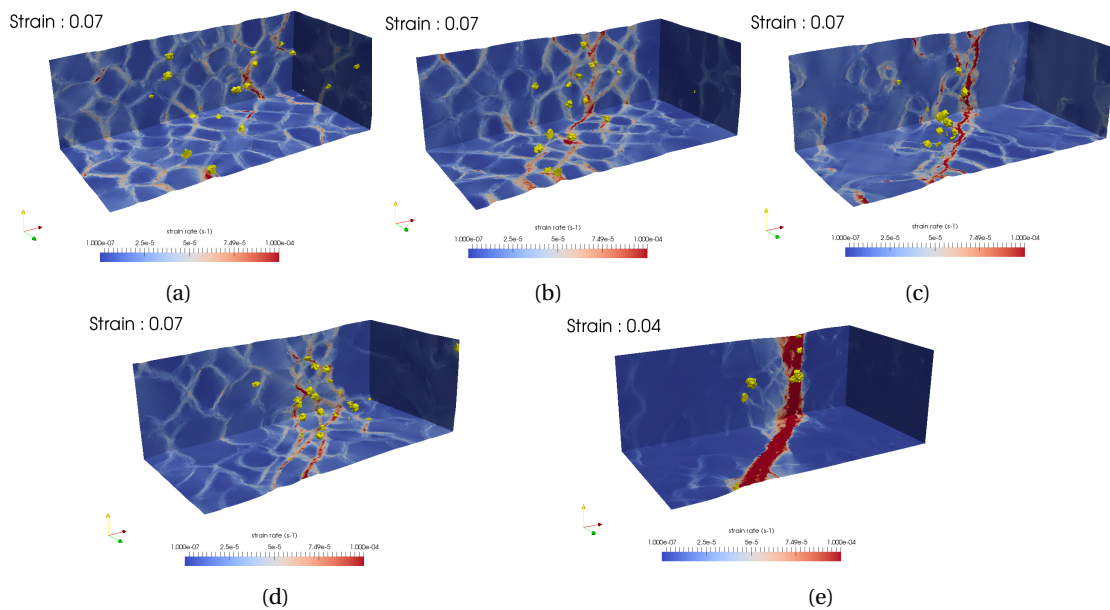 Strain : 0.07
strain rate (s-1)
1.000e-07 2.5e-5 5e-5 7.49e-5 1.000e-04
(a)
Strain : 0.07
strain rate (s-1)
1.000e-07 2.5e-5 5e-5 7.49e-5 1.000e-04
(b)
Strain : 0.07
strain rate (s-1)
1.000e-07 2.5e-5 5e-5 7.49e-5 1.000e-04
(c)
Strain : 0.07
strain rate (s-1)
1.000e-07 2.5e-5 5e-5 7.49e-5 1.000e-04
(d)
Strain : 0.04
strain rate (s-1)
1.000e-07 2.5e-5 5e-5 7.49e-5 1.000e-04
(e)